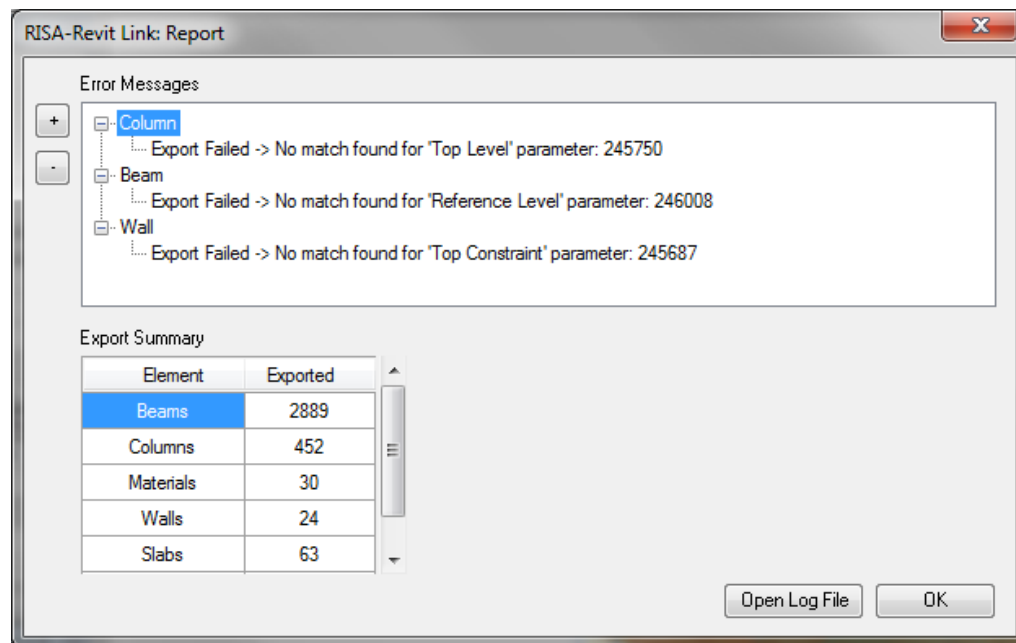 RISA-Revit Link: Report
X
Error Messages
+
-
Column
Export Failed -> No match found for 'Top Level' parameter: 245750
Beam
Export Failed -> No match found for 'Reference Level' parameter: 246008
Wall
Export Failed -> No match found for 'Top Constraint' parameter: 245687
Export Summary
Element Exported
Beams 2889
Columns 452
Materials 30
Walls 24
Slabs 63
Open Log File OK